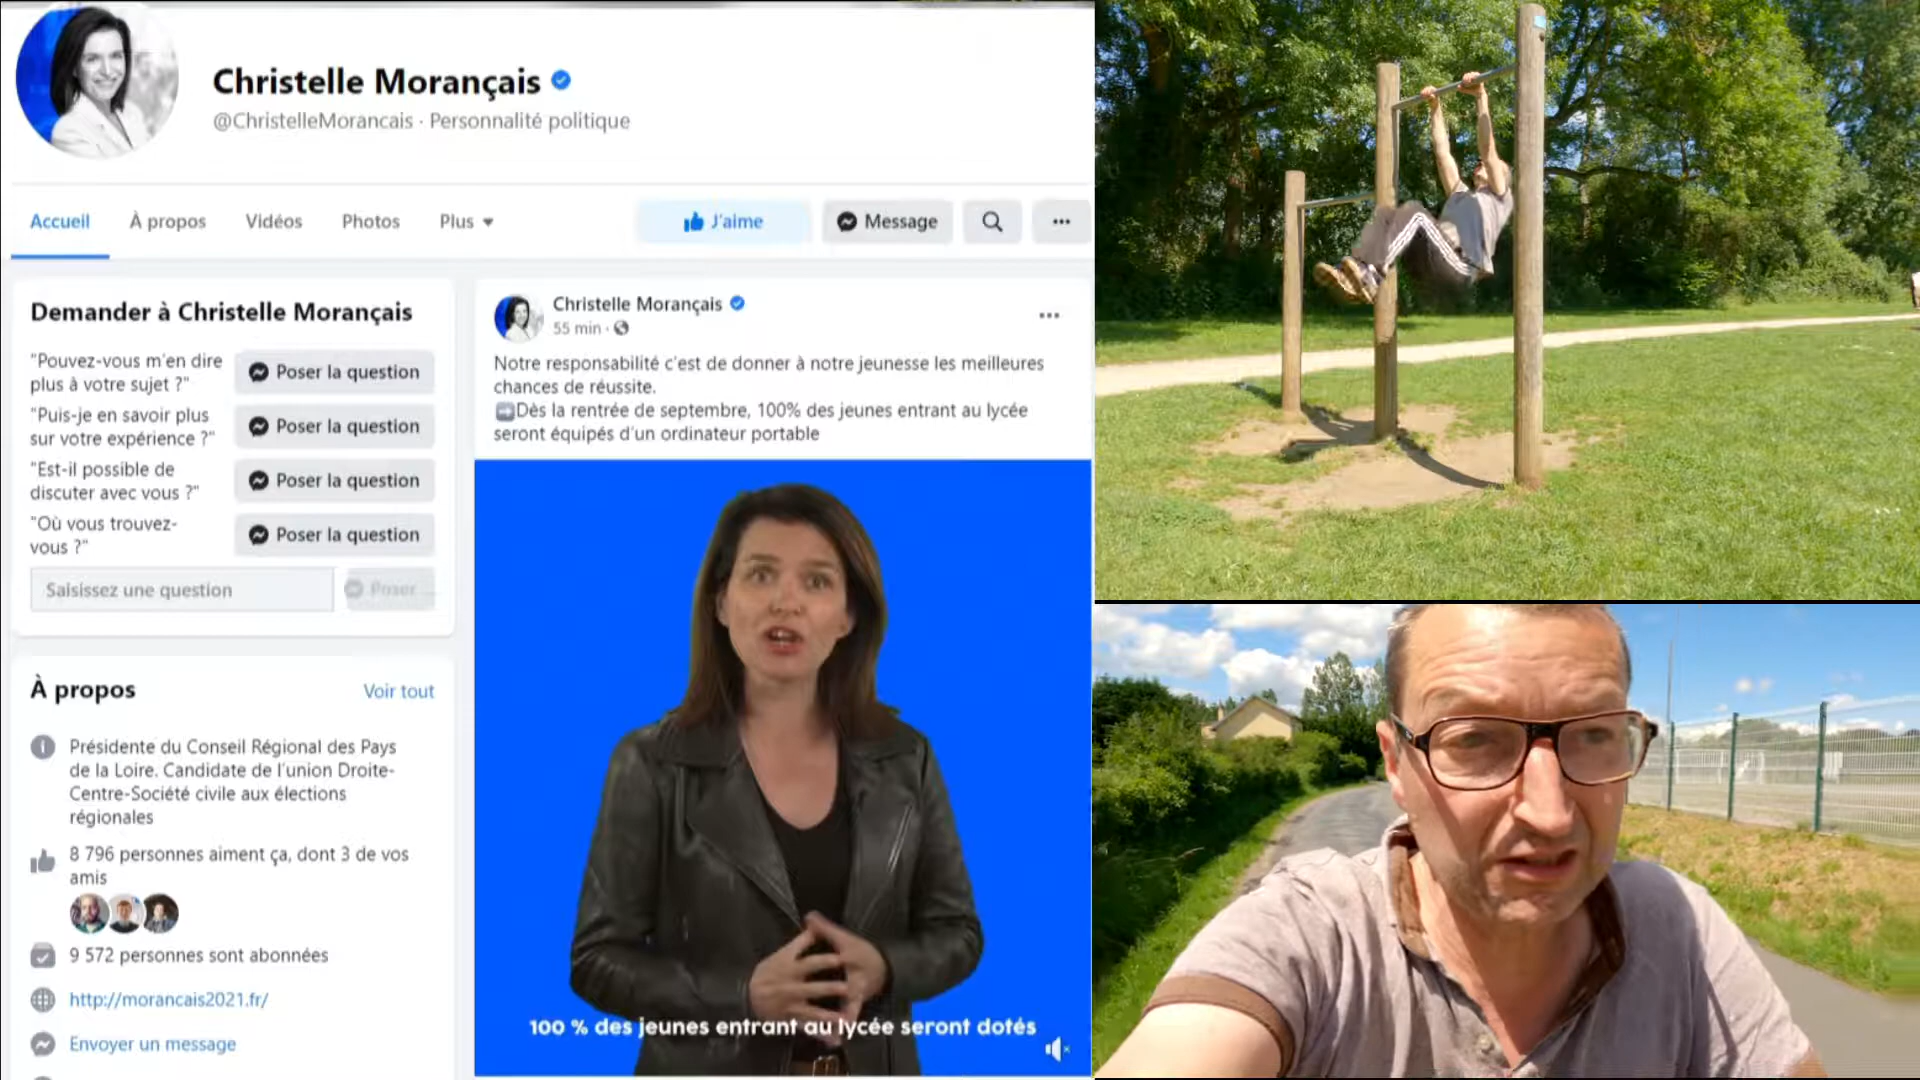 Christelle Morançais
@ChristelleMorancais · Personnalité politique
Accueil
À propos
Vidéos
Photos
Plus
J'aime
Message
Demander à Christelle Morançais
"Pouvez-vous m'en dire
plus à votre sujet ?"
Poser la question
"Puis-je en savoir plus
sur votre expérience ?"
Poser la question
"Est-il possible de
discuter avec vous ?"
Poser la question
"Où vous trouvez-
vous ?"
Poser la question
Saisissez une question
Poser
À propos
Voir tout
Présidente du Conseil Régional des Pays
de la Loire. Candidate de l'union Droite-
Centre-Société civile aux élections
régionales
8 796 personnes aiment ça, dont 3 de vos
amis
9 572 personnes sont abonnées
http://morancais2021.fr/
Envoyer un message
Christelle Morançais
55 min ·
Notre responsabilité c'est de donner à notre jeunesse les meilleures
chances de réussite.
➡Dès la rentrée de septembre, 100% des jeunes entrant au lycée
seront équipés d'un ordinateur portable
100 % des jeunes entrant au lycée seront dotés